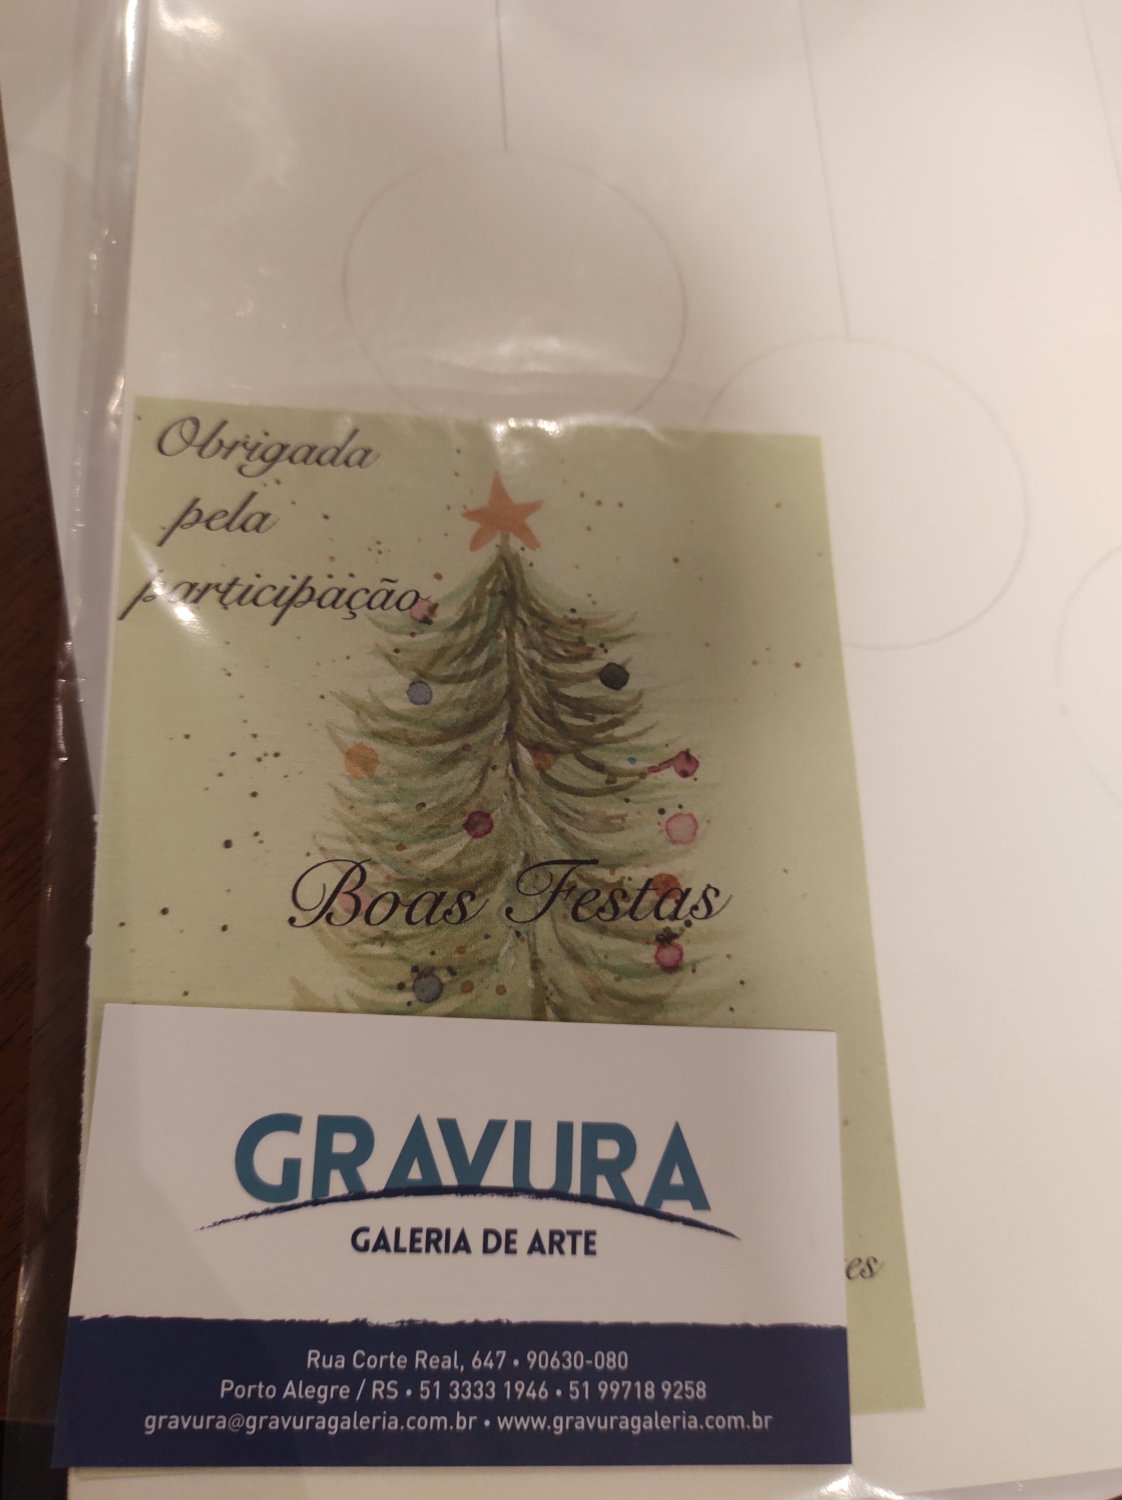 Obrigada
pela
participação
Boas Festas
GRAVURA
GALERIA DE ARTE
Rua Corte Real, 647 • 90630-080
Porto Alegre / RS • 51 3333 1946 • 51 99718 9258
gravura@gravuragaleria.com.br • www.gravuragaleria.com.br